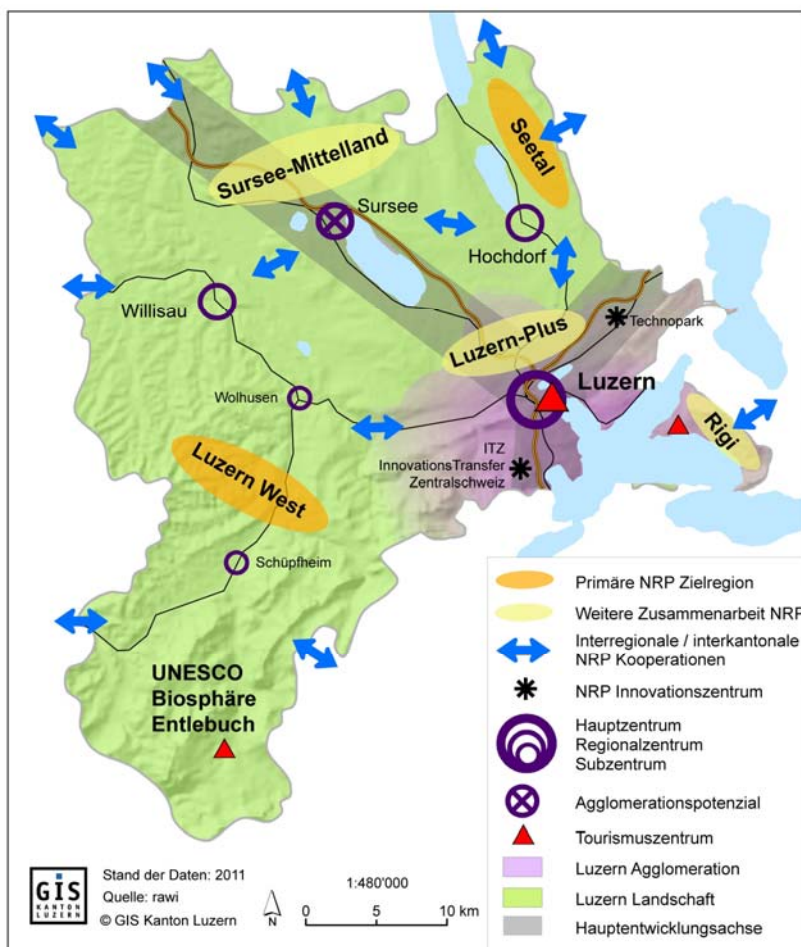 Seetal
Sursee-Mittelland
Sursee
Hochdorf
Willisau
Luzern-Plus
Technopark
Luzern
Wolhusen
Rigi
ITZ
InnovationsTransfer
Zentralschweiz
Luzern West
Schüpfheim
UNESCO
Biosphäre
Entlebuch
Primäre NRP Zielregion
Weitere Zusammenarbeit NRP
Interregionale / interkantonale
NRP Kooperationen
NRP Innovationszentrum
Hauptzentrum
Regionalzentrum
Subzentrum
Agglomerationspotenzial
Tourismuszentrum
Luzern Agglomeration
Luzern Landschaft
Hauptentwicklungsachse
GIS
KANTON
LUZERN
Stand der Daten: 2011
Quelle: rawi
© GIS Kanton Luzern
N
1:480'000
0 5 10 km